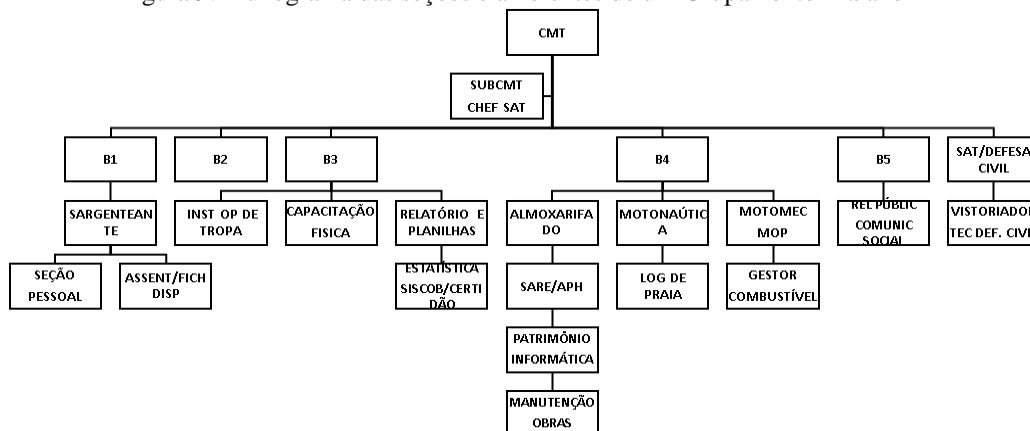 CMT
SUBCMT
CHEF SAT
B1
B2
B3
B4
B5
SAT/DEFESA
CIVIL
SARGENTEAN
TE
INST OP DE
TROPA
CAPACITAÇÃO
FISICA
RELATÓRIO E
PLANILHAS
ALMOXARIFA
DO
MOTONAÚTIC
A
MOTOMEC
MOP
REL PÚBLIC
COMUNIC
SOCIAL
VISTORIADOR
TEC DEF. CIVIL
SEÇÃO
PESSOAL
ASSENT/FICH
DISP
ESTATÍSTICA
SISCOB/CERTI
DÃO
SARE/APH
LOG DE
PRAIA
GESTOR
COMBUSTÍVEL
PATRIMÔNIO
INFORMÁTICA
MANUTENÇÃO
OBRAS